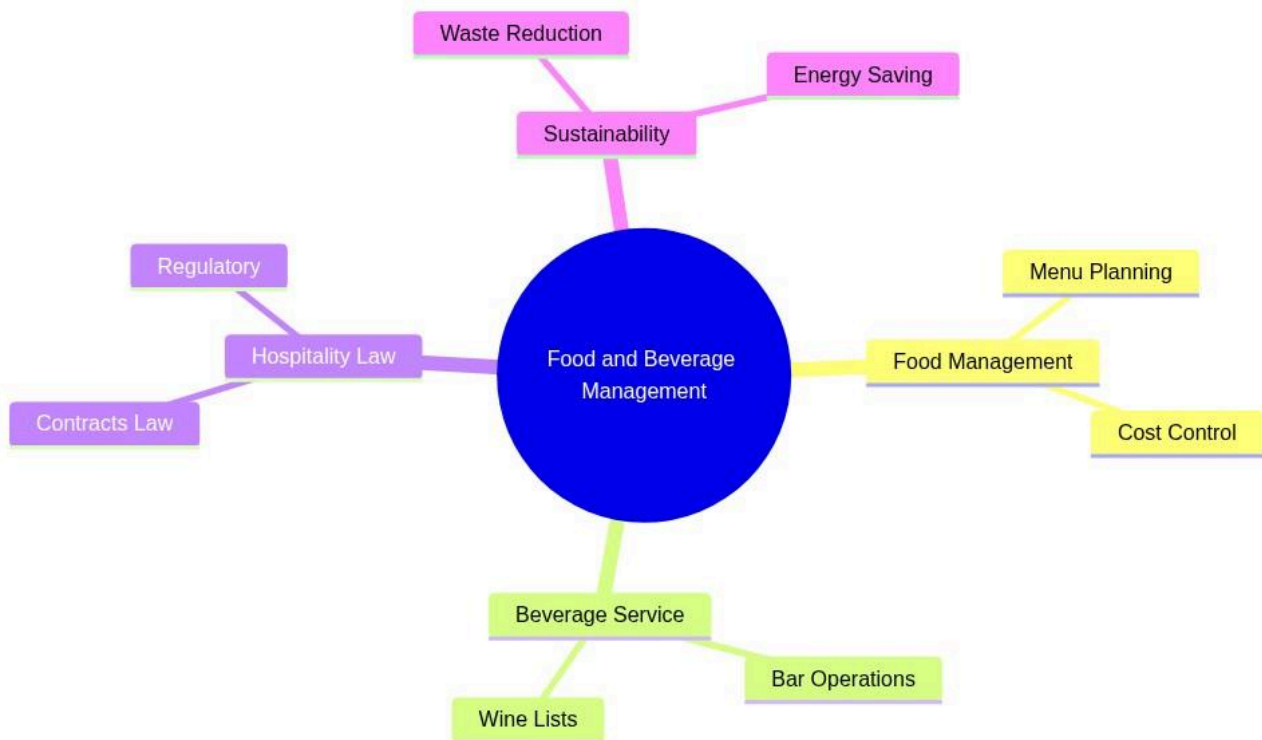 Waste Reduction
Energy Saving
Sustainability
Regulatory
Hospitality Law
Contracts Law
Food and Beverage
Management
Menu Planning
Food Management
Cost Control
Beverage Service
Bar Operations
Wine Lists